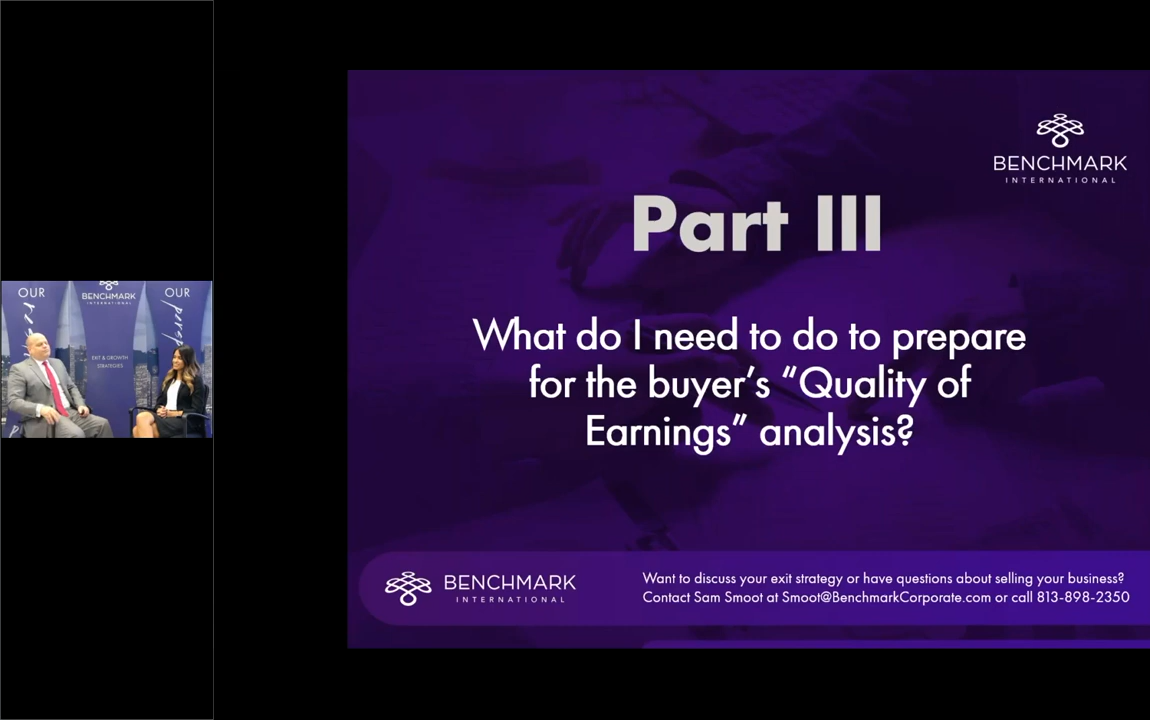 OUR
BENCHMARK
INTERNATIONAL
OUR
EXIT & GROWTH
STRATEGIES
BENCHMARK
INTERNATIONAL
Part III
What do I need to do to prepare
for the buyer’s “Quality of
Earnings” analysis?
BENCHMARK
INTERNATIONAL
Want to discuss your exit strategy or have questions about selling your business?
Contact Sam Smoot at Smoot@BenchmarkCorporate.com or call 813-898-2350